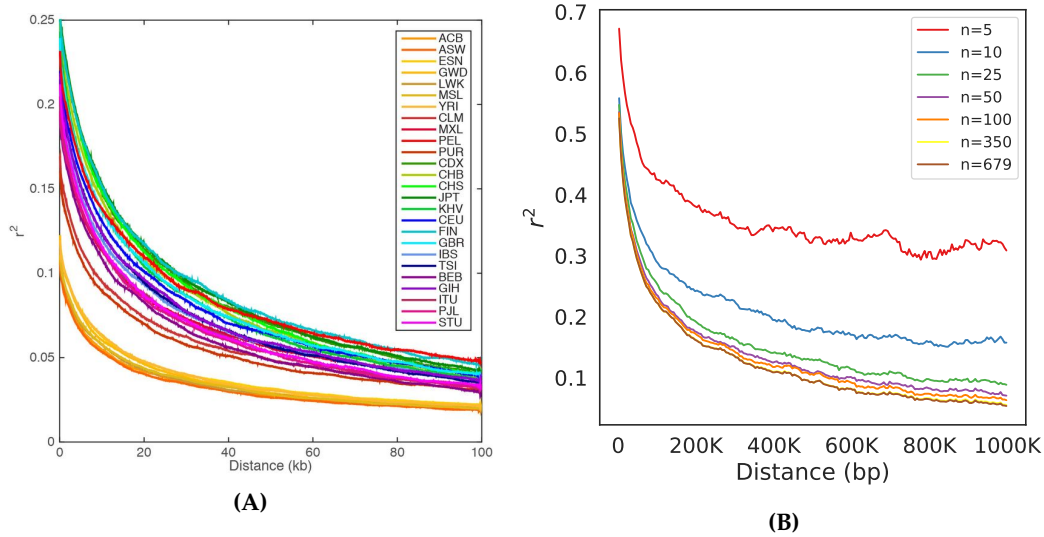 0.25
0.2
0.15
0.1
0.05
0
r²
0 20 40 60 80 100
Distance (kb)
ACB
ASW
ESN
GWD
LWK
MSL
YRI
CLM
MXL
PEL
PUR
CDX
CHB
CHS
JPT
KHV
CEU
FIN
GBR
IBS
TSI
BEB
GIH
ITU
PJL
STU
(A)
0.7
0.6
0.5
0.4
0.3
0.2
0.1
r²
0 200K 400K 600K 800K 1000K
Distance (bp)
n=5
n=10
n=25
n=50
n=100
n=350
n=679
(B)